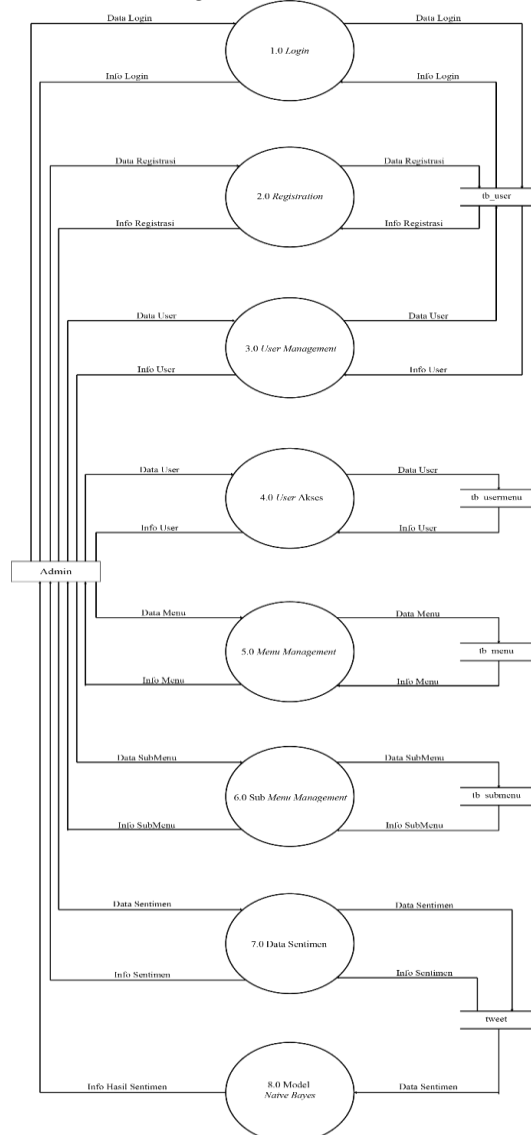 Data Login
Data Login
1.0 Login
Info Login
Info Login
Data Registrasi
Data Registrasi
2.0 Registration
tb_user
Info Registrasi
Info Registrasi
Data User
Data User
3.0 User Management
Info User
Info User
Data User
Data User
4.0 User Akses
tb_usermenu
Info User
Info User
Admin
Data Menu
Data Menu
5.0 Menu Management
tb_menu
Info Menu
Info Menu
Data SubMenu
Data SubMenu
6.0 Sub Menu Management
tb_submenu
Info SubMenu
Info SubMenu
Data Sentimen
Data Sentimen
7.0 Data Sentimen
Info Sentimen
Info Sentimen
tweet
8.0 Model
Naive Bayes
Info Hasil Sentimen
Data Sentimen